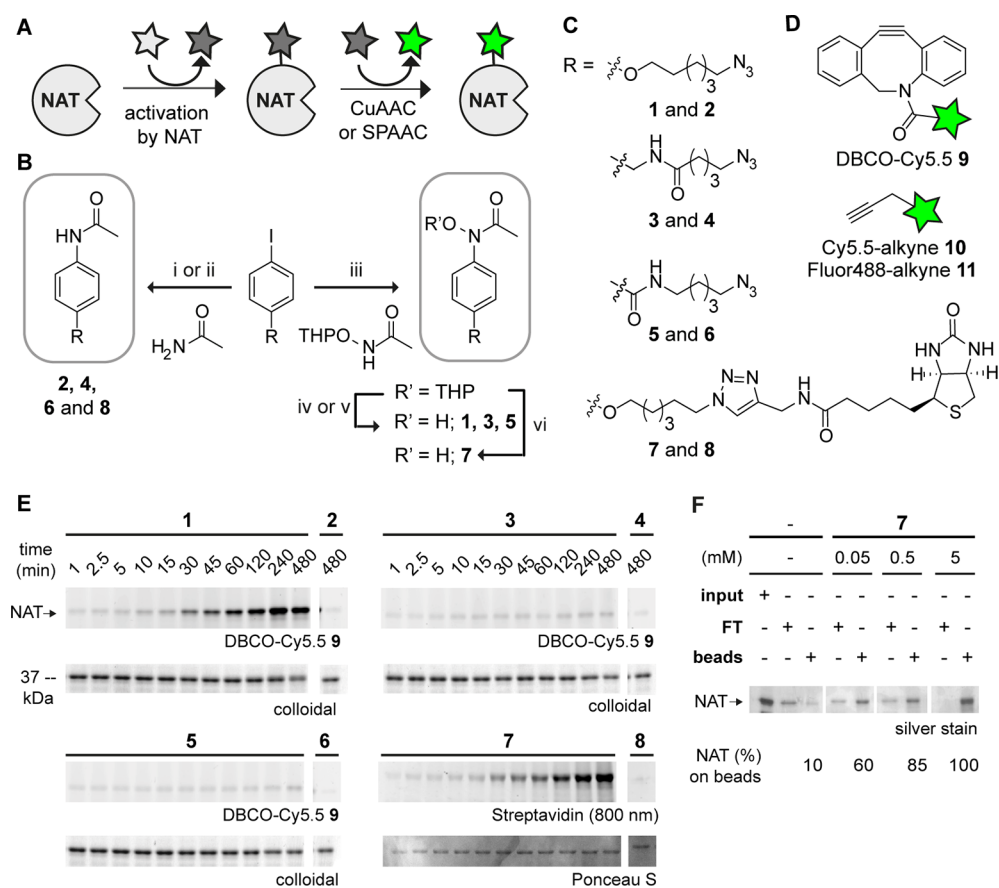 A
NAT
activation
by NAT
NAT
CuAAC
or SPAAC
NAT
B
O
HN
R
2, 4,
6 and 8
i or ii
O
H2N
I
R
iii
O
THPO
N
H
R'O
N
O
R
R' = THP
iv or v
R' = H; 1, 3, 5
vi
R' = H; 7
C
R =
O
( )3
N3
1 and 2
H
N
O
( )3
N3
3 and 4
O
H
N
( )3
N3
5 and 6
O
( )3
N
N=N
H
N
O
O
HN
NH
H
H
S
7 and 8
D
N
O
DBCO-Cy5.5 9
Cy5.5-alkyne 10
Fluor488-alkyne 11
E
1 2
time
(min)
1 2.5 5 10 15 30 45 60 120 240 480 480
NAT→
DBCO-Cy5.5 9
37 --
kDa
colloidal
3 4
1 2.5 5 10 15 30 45 60 120 240 480 480
DBCO-Cy5.5 9
colloidal
5 6
DBCO-Cy5.5 9
colloidal
7 8
Streptavidin (800 nm)
Ponceau S
F
- 7
(mM) - 0.05 0.5 5
input + - - - - - - - -
FT - + - + - + - + -
beads - - + - + - + - +
NAT→
silver stain
NAT (%)
on beads
10 60 85 100